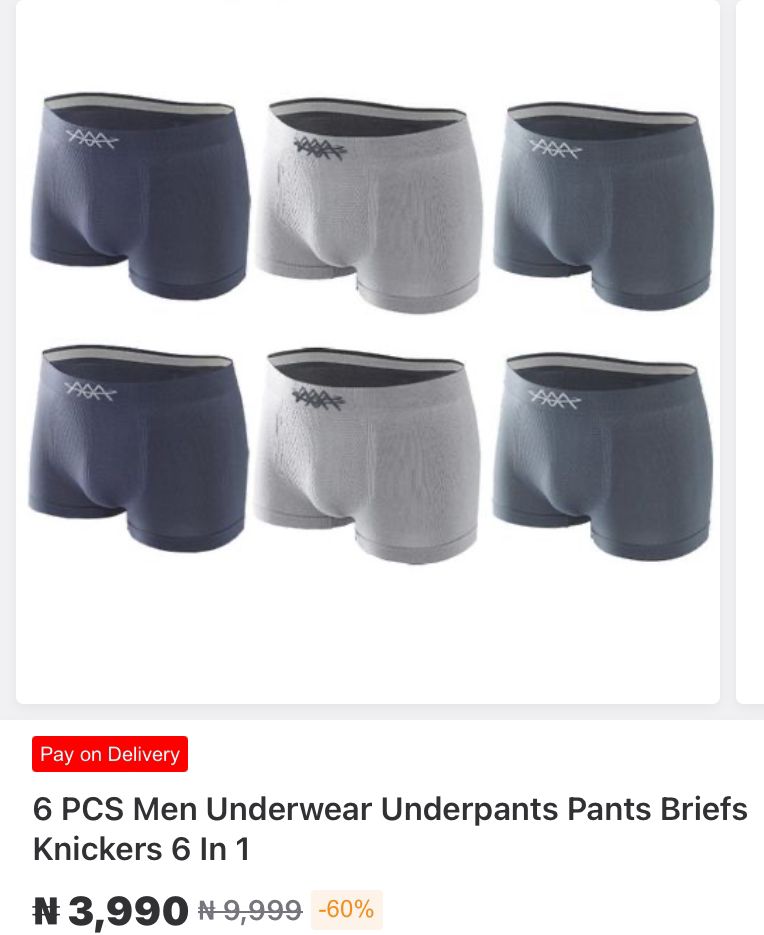 Pay on Delivery
6 PCS Men Underwear Underpants Pants Briefs
Knickers 6 In 1
₦ 3,990 ₦ 9,999 -60%